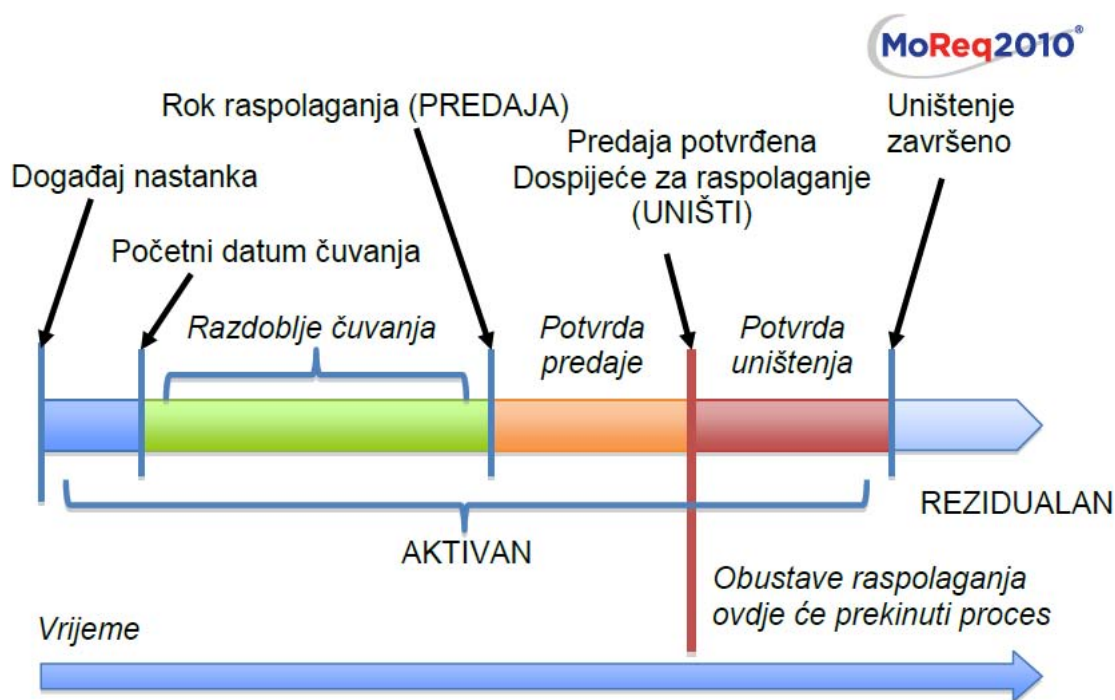 MoReq2010®
Rok raspolaganja (PREDAJA)
Uništenje
završeno
Predaja potvrđena
Dospijeće za raspolaganje
(UNIŠTI)
Događaj nastanka
Početni datum čuvanja
Razdoblje čuvanja
Potvrda
predaje
Potvrda
uništenja
REZIDUALAN
AKTIVAN
Obustave raspolaganja
ovdje će prekinuti proces
Vrijeme